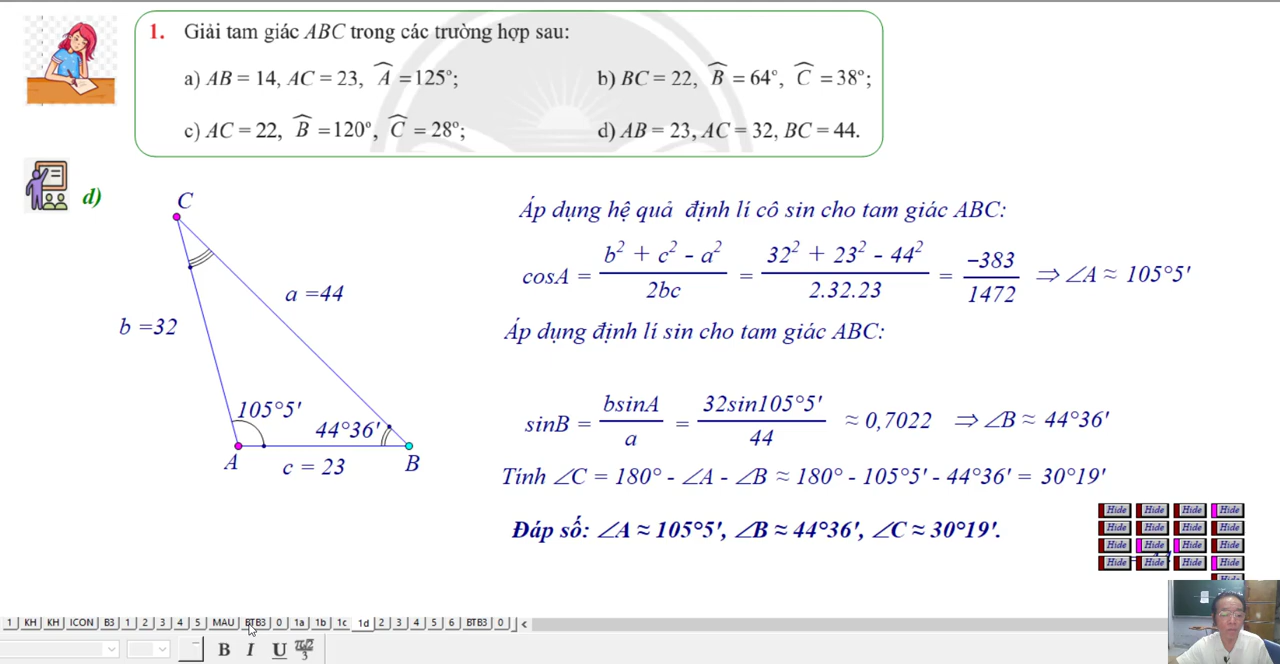 1. Giải tam giác ABC trong các trường hợp sau:
a) AB = 14, AC = 23, Â = 125°; b) BC = 22, B̂ = 64°, Ĉ = 38°;
c) AC = 22, B̂ = 120°, Ĉ = 28°; d) AB = 23, AC = 32, BC = 44.
d)
C
a =44
b =32
105°5'
44°36'
A
c = 23
B
Áp dụng hệ quả định lí cô sin cho tam giác ABC:
cosA = (b² + c² - a²)/(2bc) = (32² + 23² - 44²)/(2.32.23) = −383/1472 ⇒ ∠A ≈ 105°5'
Áp dụng định lí sin cho tam giác ABC:
sinB = bsinA/a = 32sin105°5'/44 ≈ 0,7022 ⇒ ∠B ≈ 44°36'
Tính ∠C = 180° - ∠A - ∠B ≈ 180° - 105°5' - 44°36' = 30°19'
Đáp số: ∠A ≈ 105°5', ∠B ≈ 44°36', ∠C ≈ 30°19'.
Hide Hide Hide Hide
Hide Hide Hide Hide
Hide Hide Hide Hide
Hide Hide Hide Hide
Hide
1 KH KH ICON B3 1 2 3 4 5 MAU BTB3 0 1a 1b 1c 1d 2 3 4 5 6 BTB3 0 <
B I U